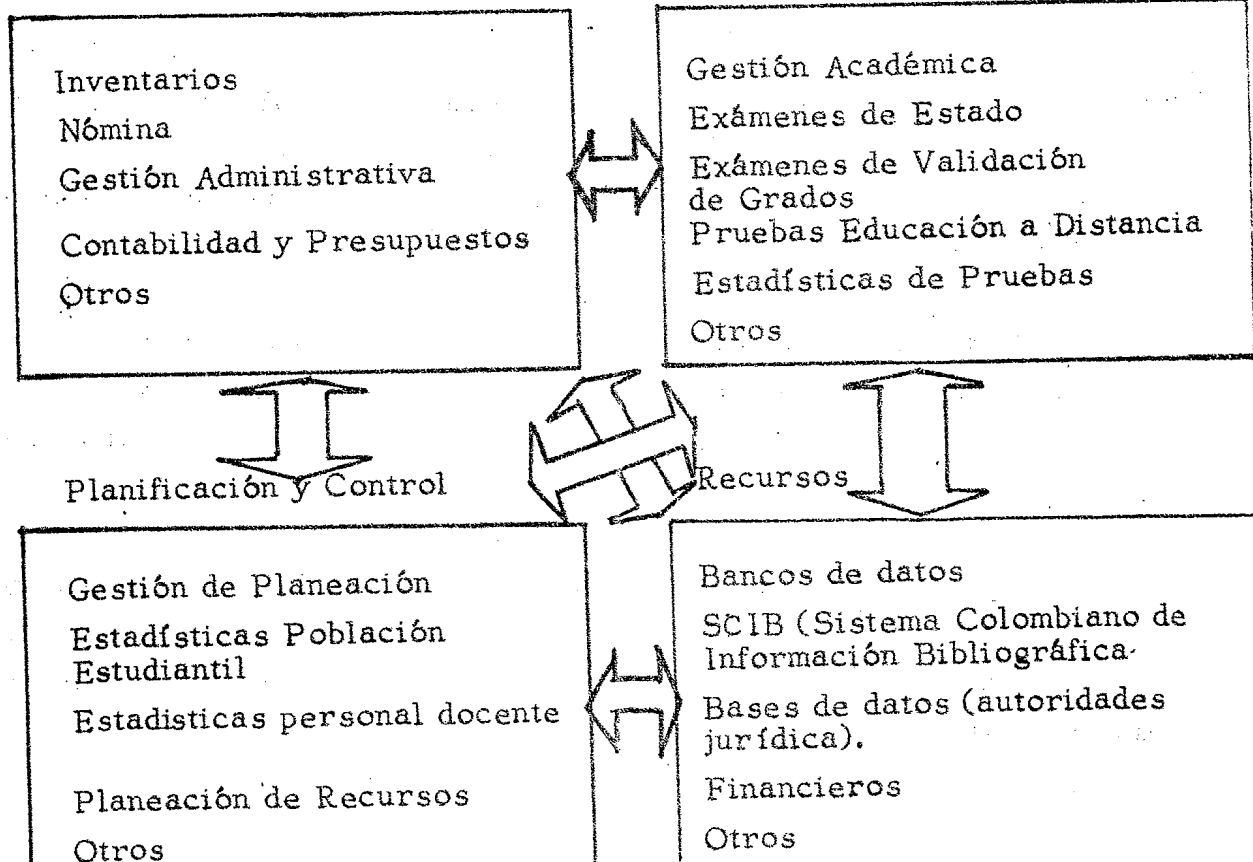 Inventarios
Nómina
Gestión Administrativa
Contabilidad y Presupuestos
Otros
Gestión Académica
Exámenes de Estado
Exámenes de Validación
de Grados
Pruebas Educación a Distancia
Estadísticas de Pruebas
Otros
Planificación y Control
Recursos
Gestión de Planeación
Estadísticas Población
Estudiantil
Estadisticas personal docente
Planeación de Recursos
Otros
Bancos de datos
SCIB (Sistema Colombiano de
Información Bibliográfica
Bases de datos (autoridades
jurídica).
Financieros
Otros